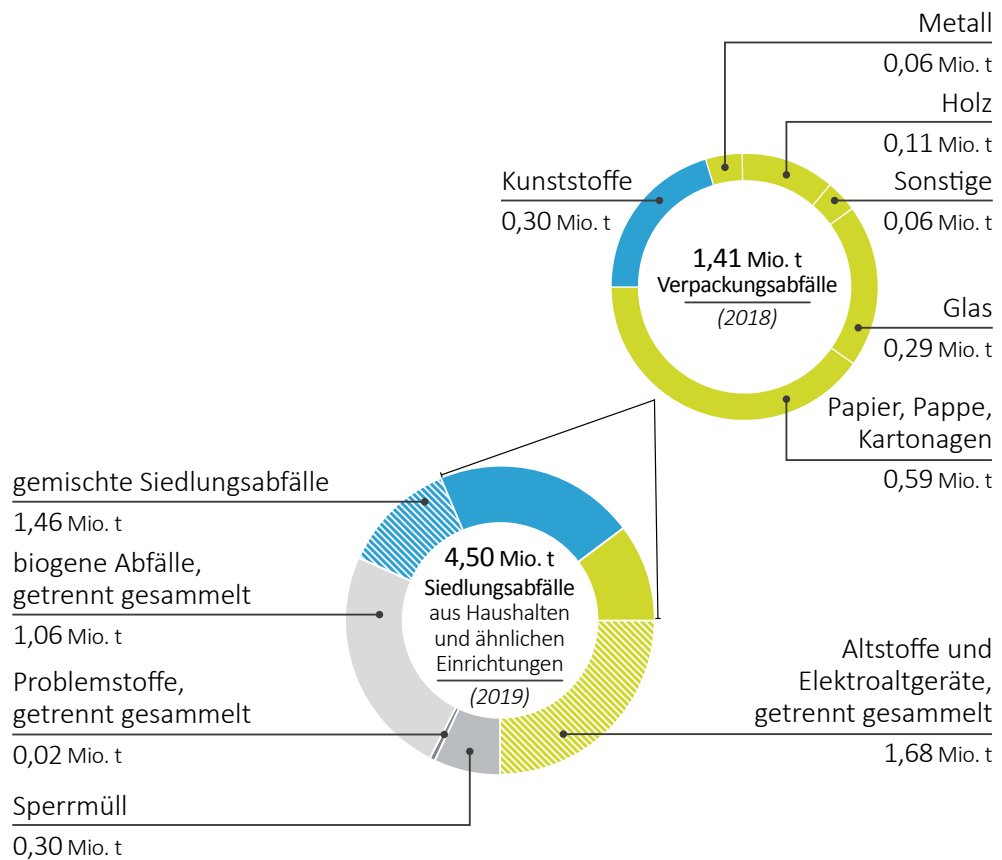 Metall
0,06 Mio. t
Holz
0,11 Mio. t
Kunststoffe
0,30 Mio. t
Sonstige
0,06 Mio. t
1,41 Mio. t
Verpackungsabfälle
(2018)
Glas
0,29 Mio. t
Papier, Pappe,
Kartonagen
0,59 Mio. t
gemischte Siedlungsabfälle
1,46 Mio. t
biogene Abfälle,
getrennt gesammelt
1,06 Mio. t
Problemstoffe,
getrennt gesammelt
0,02 Mio. t
Sperrmüll
0,30 Mio. t
4,50 Mio. t
Siedlungsabfälle
aus Haushalten
und ähnlichen
Einrichtungen
(2019)
Altstoffe und
Elektroaltgeräte,
getrennt gesammelt
1,68 Mio. t